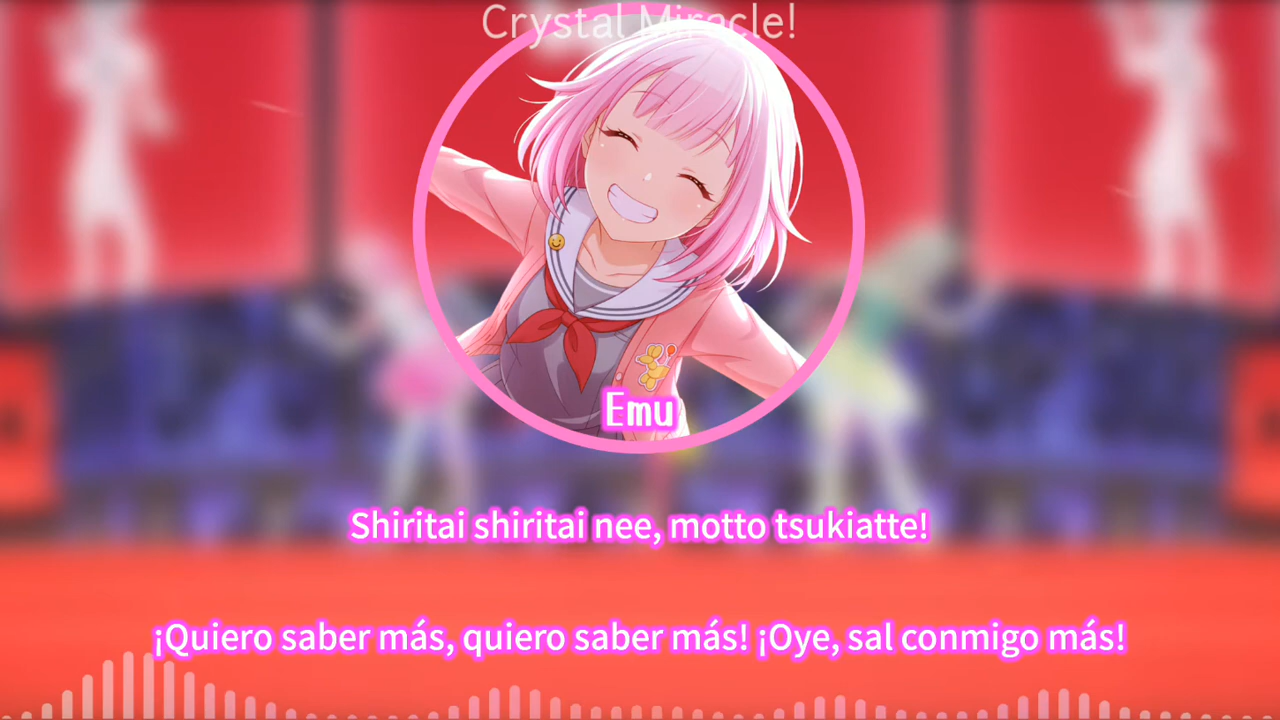 Crystal Miracle!
Emu
Shiritai shiritai nee, motto tsukiatte!
¡Quiero saber más, quiero saber más! ¡Oye, sal conmigo más!